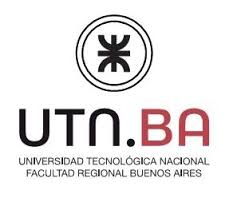 UTN.BA
UNIVERSIDAD TECNOLÓGICA NACIONAL
FACULTAD REGIONAL BUENOS AIRES